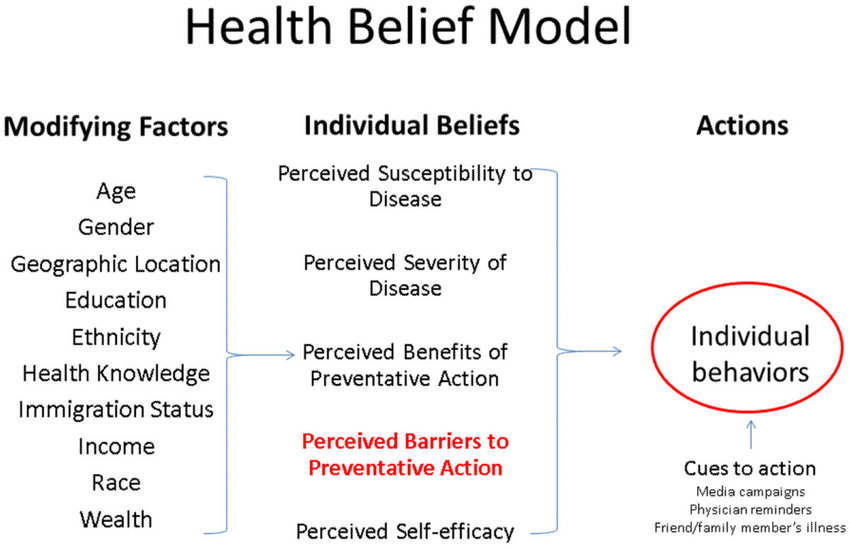 Health Belief Model
Modifying Factors
Age
Gender
Geographic Location
Education
Ethnicity
Health Knowledge
Immigration Status
Income
Race
Wealth
Individual Beliefs
Perceived Susceptibility to
Disease
Perceived Severity of
Disease
Perceived Benefits of
Preventative Action
Perceived Barriers to
Preventative Action
Perceived Self-efficacy
Actions
Individual
behaviors
Cues to action
Media campaigns
Physician reminders
Friend/family member's illness